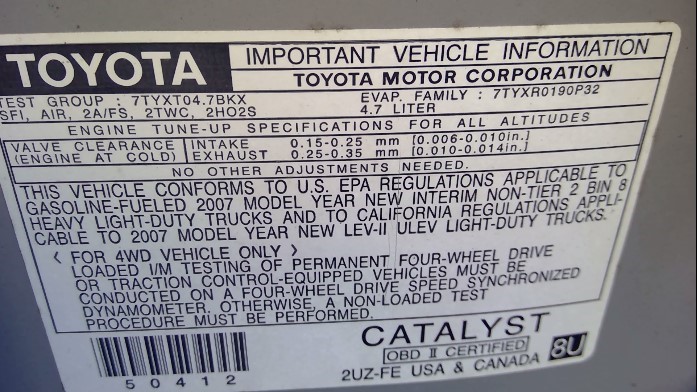 TOYOTA
IMPORTANT VEHICLE INFORMATION
TOYOTA MOTOR CORPORATION
TEST GROUP : 7TYXT04.7BKX
EVAP. FAMILY : 7TYXR0190P32
SFI, AIR, 2A/FS, 2TWC, 2HO2S
4.7 LITER
ENGINE TUNE-UP SPECIFICATIONS FOR ALL ALTITUDES
VALVE CLEARANCE INTAKE 0.15-0.25 mm [0.006-0.010in.]
(ENGINE AT COLD) EXHAUST 0.25-0.35 mm [0.010-0.014in.]
NO OTHER ADJUSTMENTS NEEDED.
THIS VEHICLE CONFORMS TO U.S. EPA REGULATIONS APPLICABLE TO
GASOLINE-FUELED 2007 MODEL YEAR NEW INTERIM NON-TIER 2 BIN 8
HEAVY LIGHT-DUTY TRUCKS AND TO CALIFORNIA REGULATIONS APPLI-
CABLE TO 2007 MODEL YEAR NEW LEV-II ULEV LIGHT-DUTY TRUCKS.
〈 FOR 4WD VEHICLE ONLY 〉
LOADED I/M TESTING OF PERMANENT FOUR-WHEEL DRIVE
OR TRACTION CONTROL-EQUIPPED VEHICLES MUST BE
CONDUCTED ON A FOUR-WHEEL DRIVE SPEED SYNCHRONIZED
DYNAMOMETER. OTHERWISE, A NON-LOADED TEST
PROCEDURE MUST BE PERFORMED.
CATALYST
OBD II CERTIFIED
8U
2UZ-FE USA & CANADA
50412